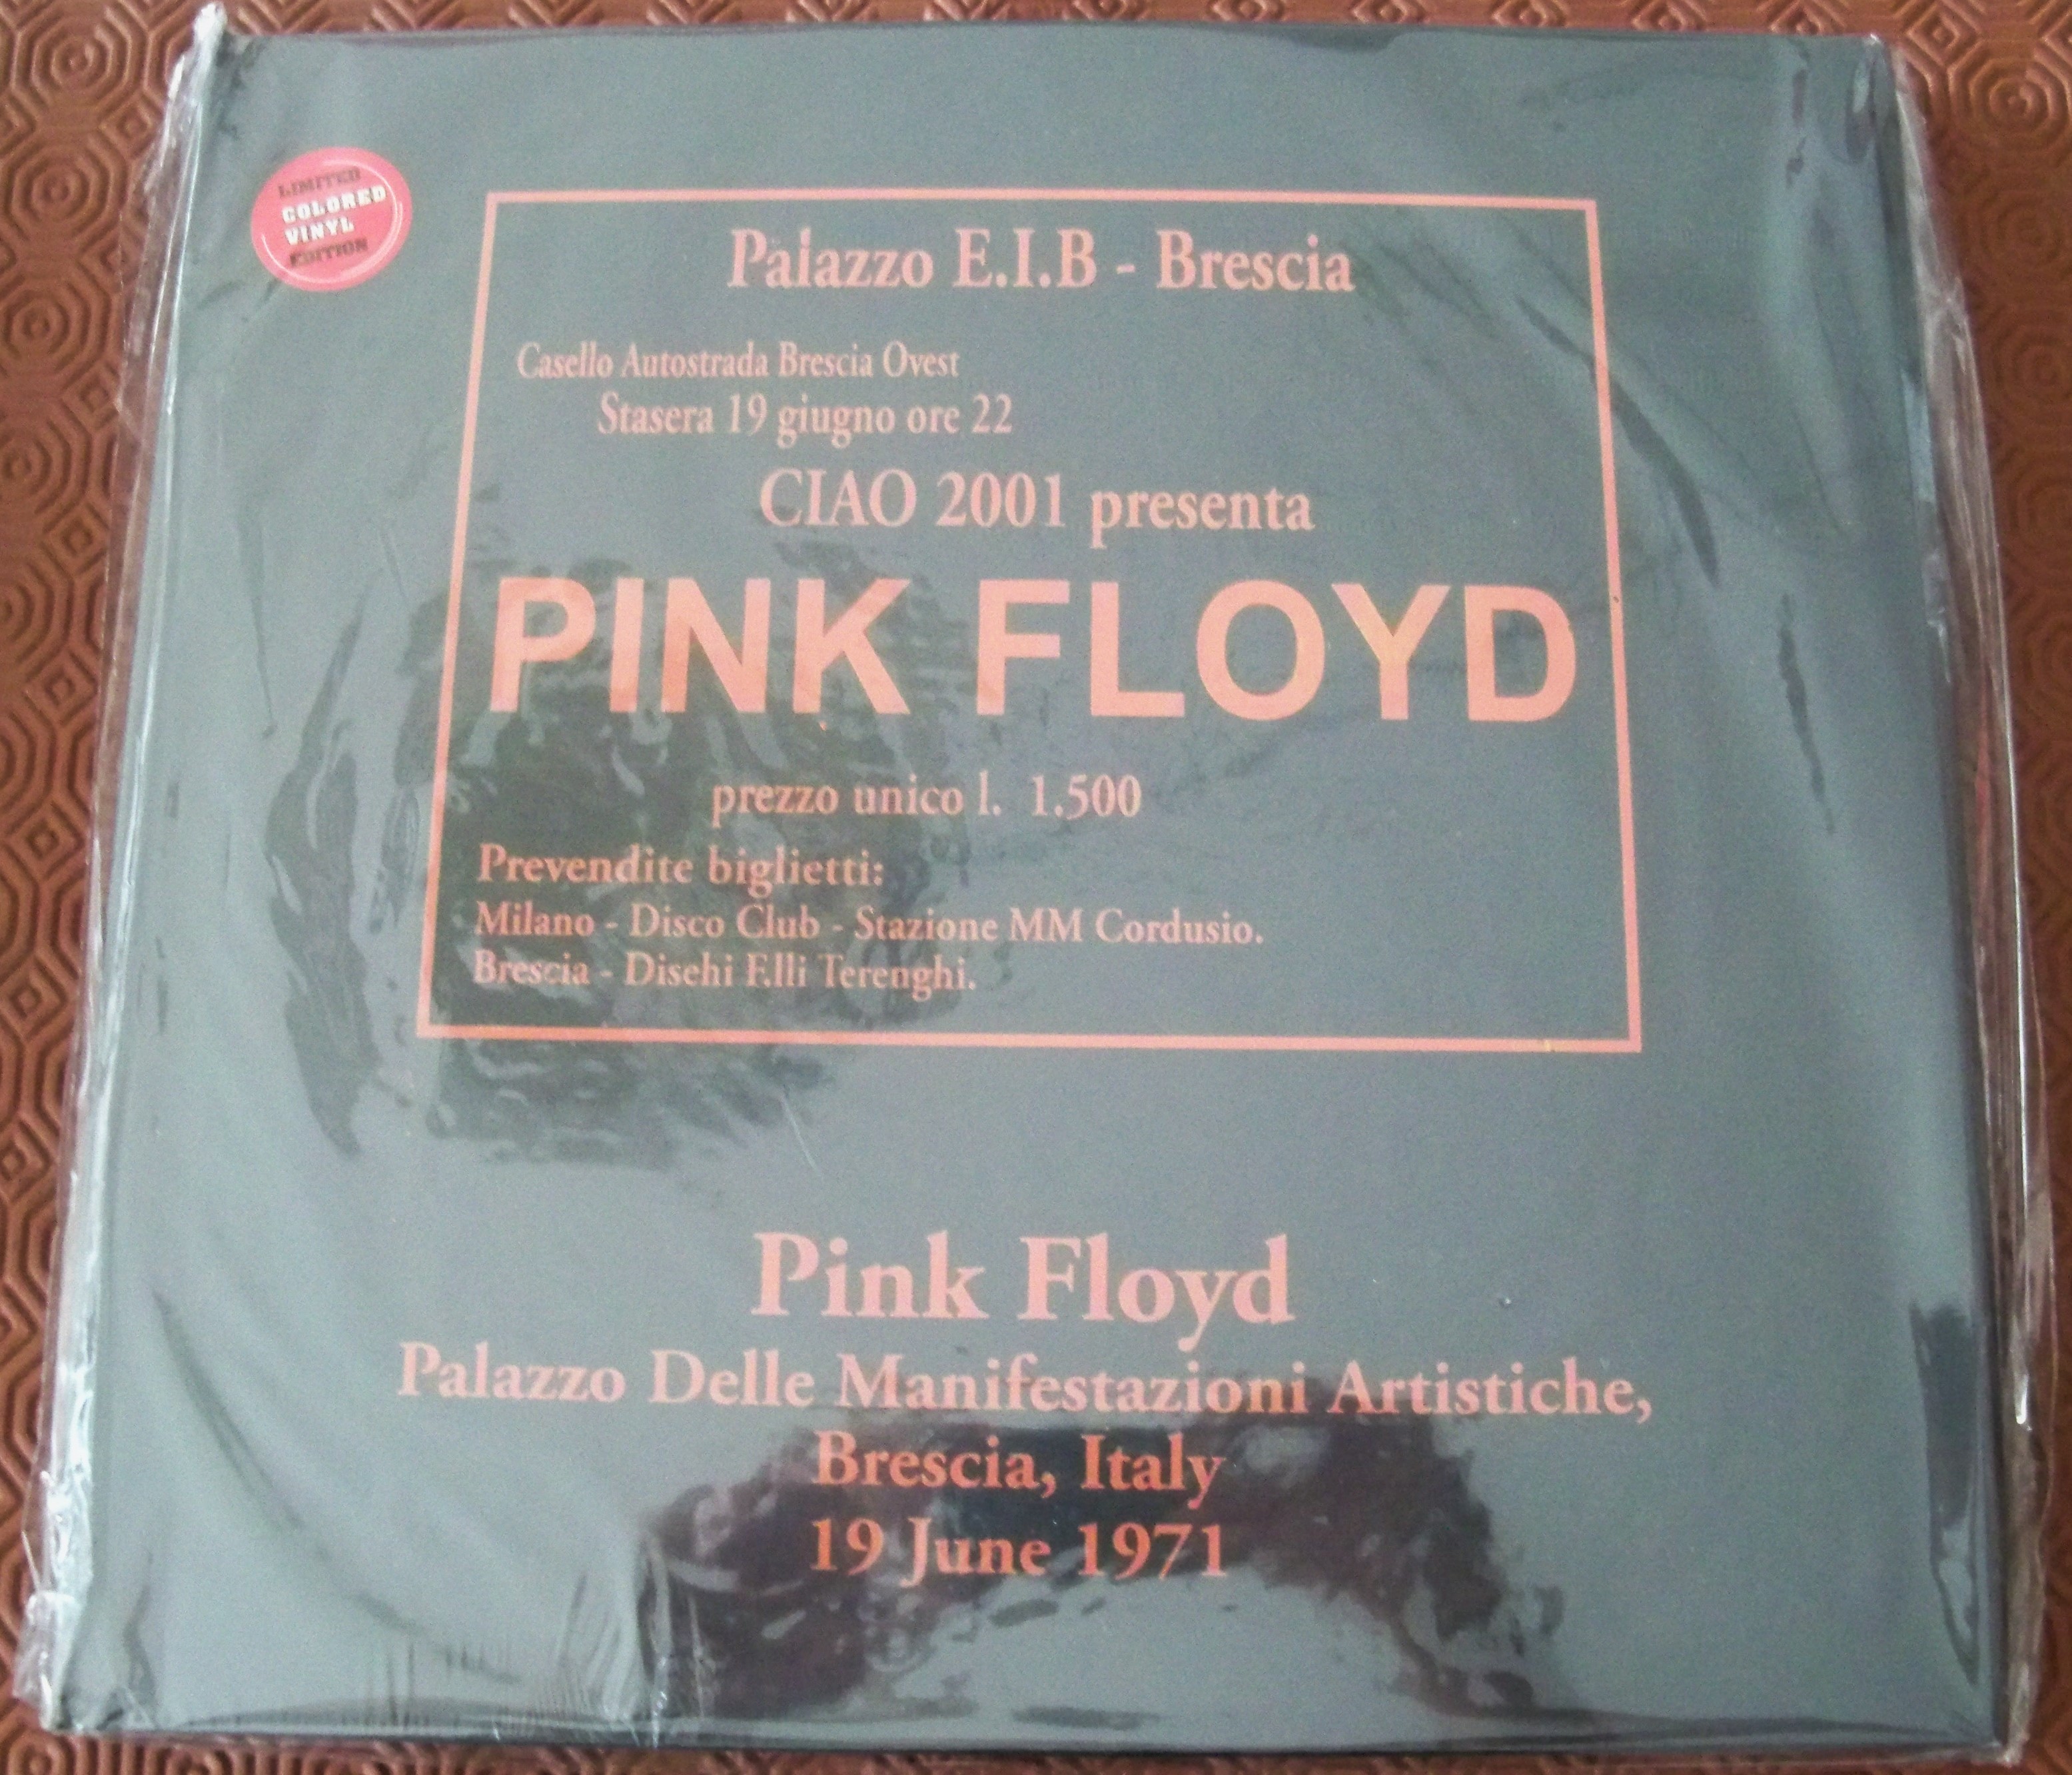 LIMITED
COLORED
VINYL
EDITION
Palazzo E.I.B - Brescia
Casello Autostrada Brescia Ovest
Stasera 19 giugno ore 22
CIAO 2001 presenta
PINK FLOYD
prezzo unico l. 1.500
Prevendite biglietti:
Milano - Disco Club - Stazione MM Cordusio.
Brescia - Disehi F.lli Terenghi.
Pink Floyd
Palazzo Delle Manifestazioni Artistiche,
Brescia, Italy
19 June 1971